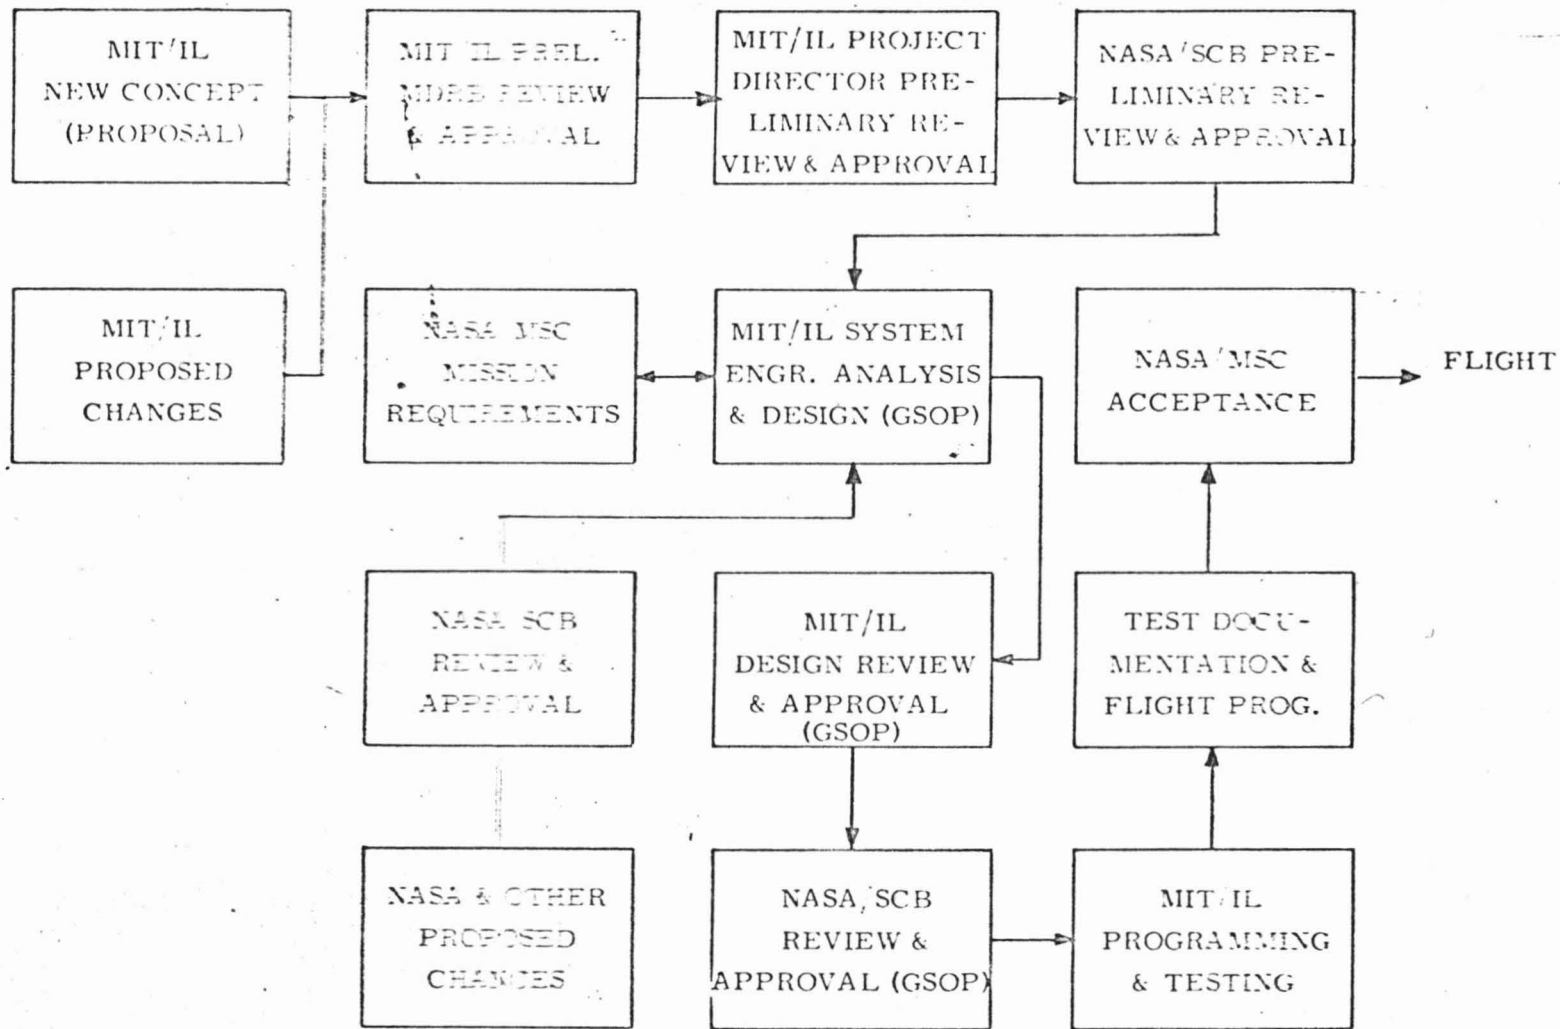 MIT/IL
NEW CONCEPT
(PROPOSAL)
MIT/IL PREL.
MDRB REVIEW
& APPROVAL
MIT/IL PROJECT
DIRECTOR PRE-
LIMINARY RE-
VIEW & APPROVAL
NASA/SCB PRE-
LIMINARY RE-
VIEW & APPROVAL
MIT/IL
PROPOSED
CHANGES
NASA MSC
MISSION
REQUIREMENTS
MIT/IL SYSTEM
ENGR. ANALYSIS
& DESIGN (GSOP)
NASA/MSC
ACCEPTANCE
FLIGHT
NASA SCB
REVIEW &
APPROVAL
MIT/IL
DESIGN REVIEW
& APPROVAL
(GSOP)
TEST DOCU-
MENTATION &
FLIGHT PROG.
NASA & OTHER
PROPOSED
CHANGES
NASA/SCB
REVIEW &
APPROVAL (GSOP)
MIT/IL
PROGRAMMING
& TESTING